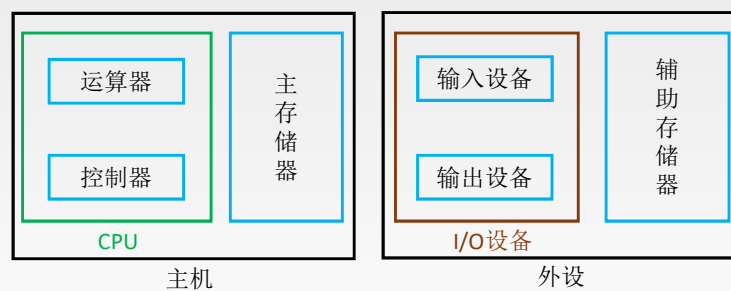 运算器
控制器
CPU
主存储器
主机
输入设备
输出设备
I/O设备
辅助存储器
外设